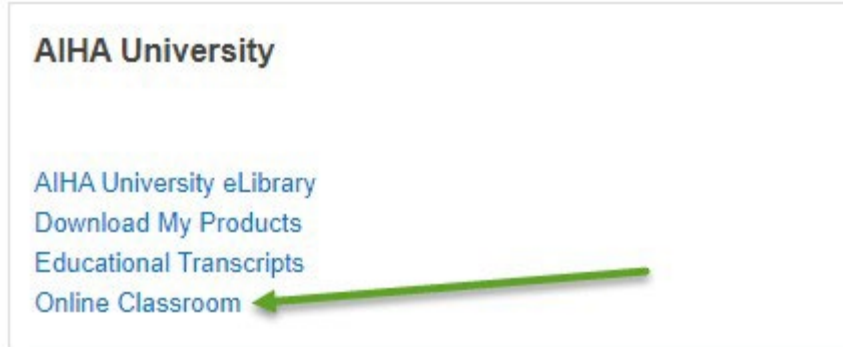 AIHA University
AIHA University eLibrary
Download My Products
Educational Transcripts
Online Classroom